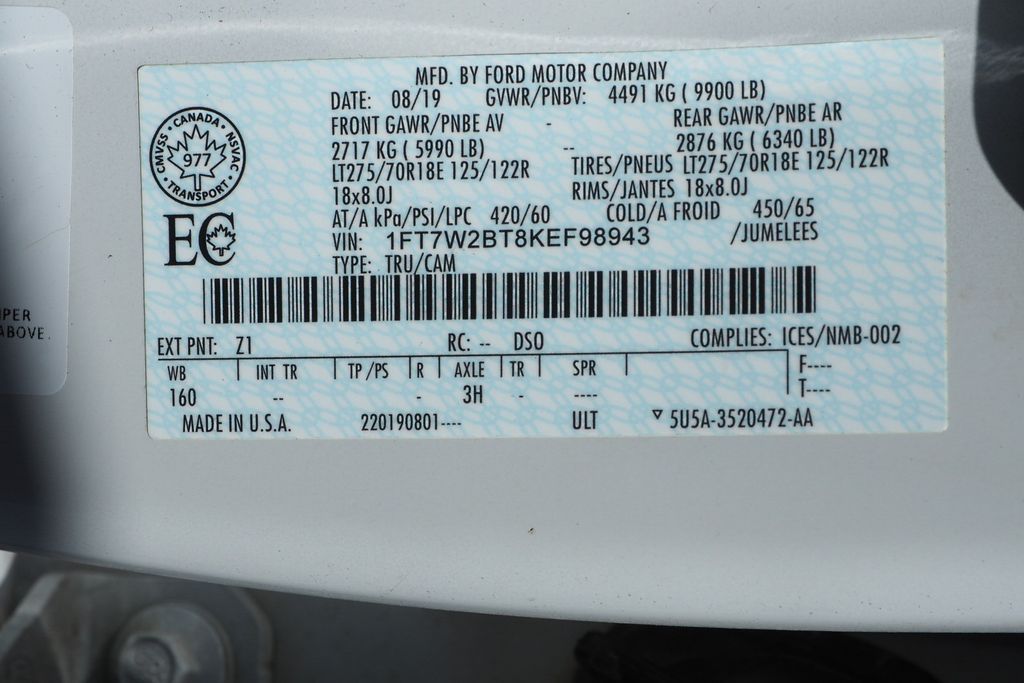 MFD. BY FORD MOTOR COMPANY
DATE: 08/19 GVWR/PNBV: 4491 KG ( 9900 LB)
FRONT GAWR/PNBE AV - REAR GAWR/PNBE AR
2717 KG ( 5990 LB) -- 2876 KG ( 6340 LB)
LT275/70R18E 125/122R TIRES/PNEUS LT275/70R18E 125/122R
18x8.0J RIMS/JANTES 18x8.0J
AT/A kPa/PSI/LPC 420/60 COLD/A FROID 450/65
VIN: 1FT7W2BT8KEF98943 /JUMELEES
TYPE: TRU/CAM
CANADA
CMVSS NSVAC
977
TRANSPORT
EC
EXT PNT: Z1 RC: -- DSO COMPLIES: ICES/NMB-002
WB INT TR TP/PS R AXLE TR SPR F----
160 -- - 3H - ---- T----
MADE IN U.S.A. 220190801---- ULT ▽ 5U5A-3520472-AA
ABOVE.